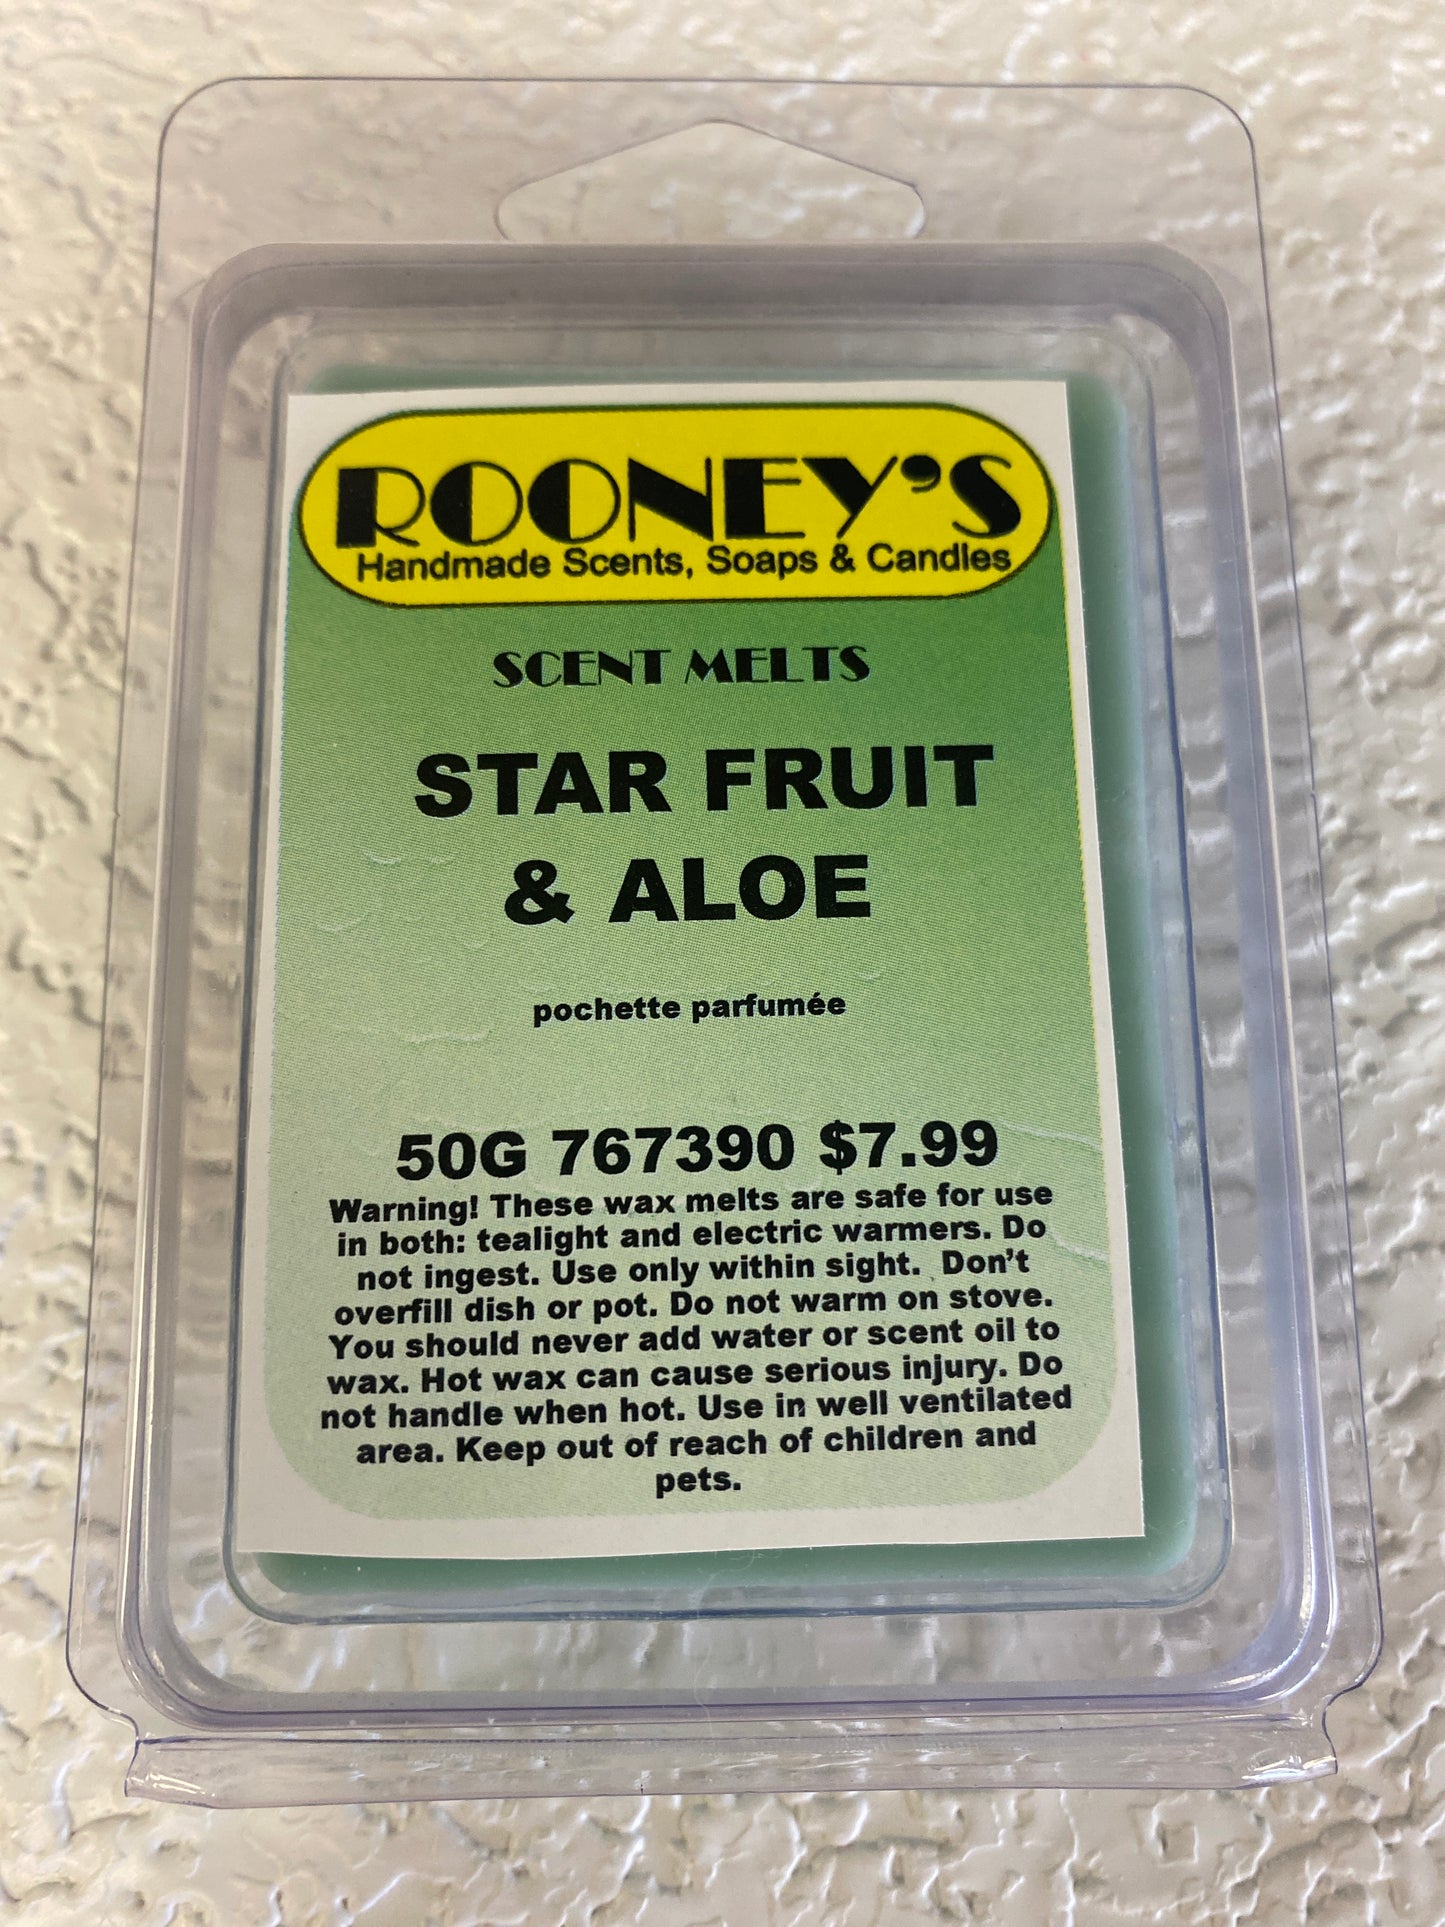 ROONEY'S
Handmade Scents, Soaps & Candles
SCENT MELTS
STAR FRUIT
& ALOE
pochette parfumée
50G 767390 $7.99
Warning! These wax melts are safe for use
in both: tealight and electric warmers. Do
not ingest. Use only within sight. Don't
overfill dish or pot. Do not warm on stove.
You should never add water or scent oil to
wax. Hot wax can cause serious injury. Do
not handle when hot. Use in well ventilated
area. Keep out of reach of children and
pets.